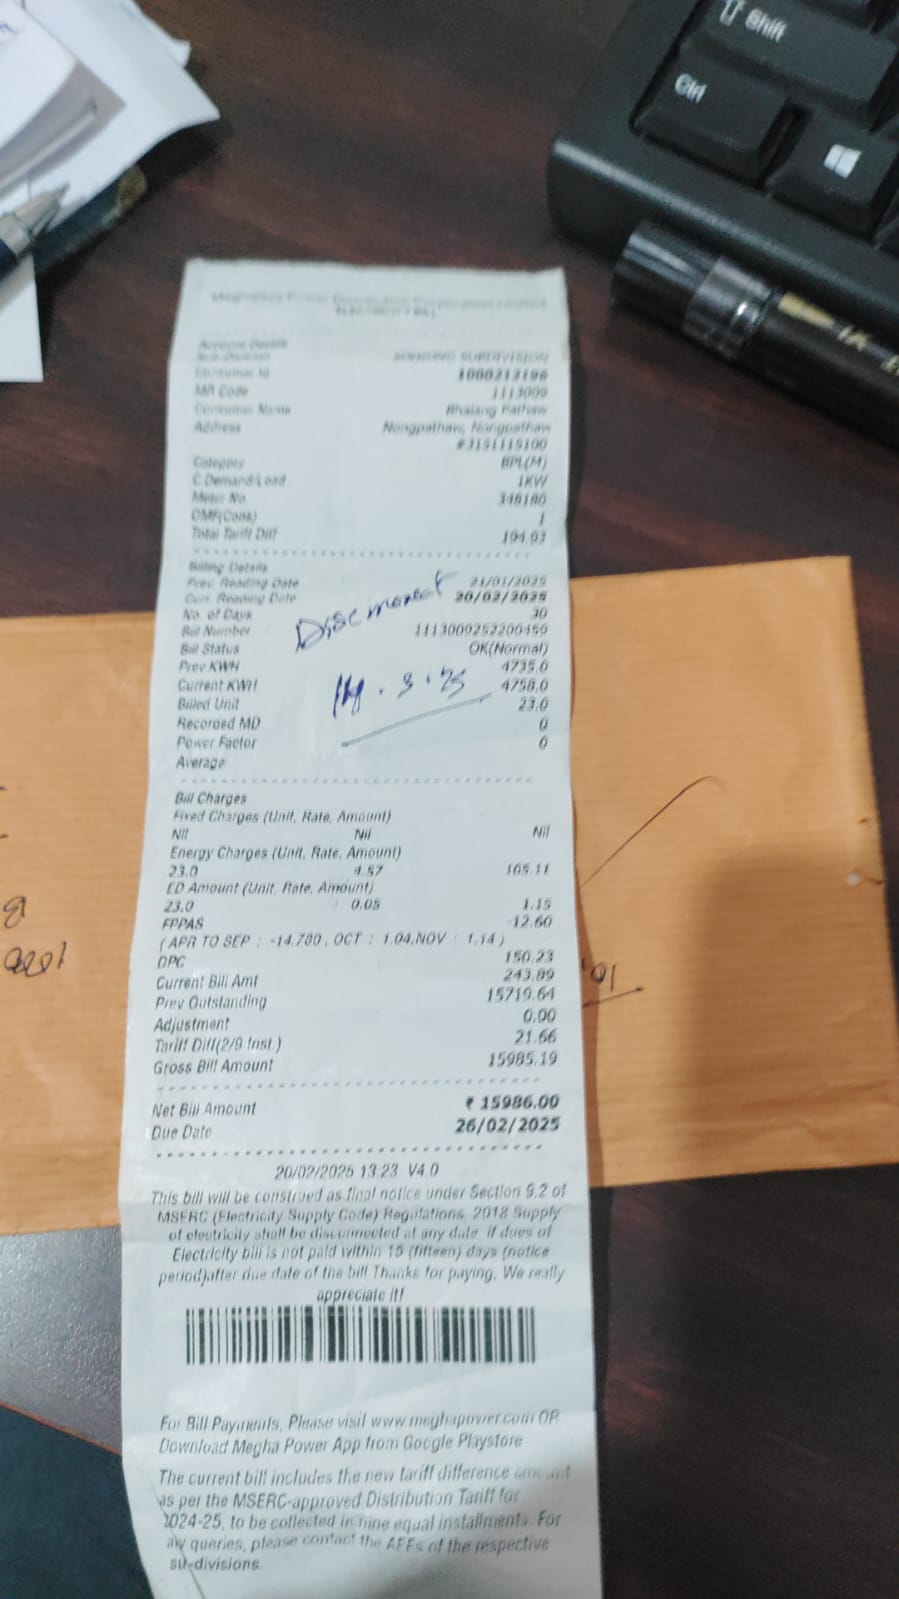 Shift
Ctrl
Meghalaya Power Distribution Corporation Limited
ELECTRICITY BILL
Account Details
Sub-Division SUBDIVISION
Consumer Id 1000212196
MR Code 1113009
Consumer Name Bhalang Pathaw
Address Nongpathaw, Nongpathaw
#3151115100
Category BPL(M)
C.Demand/Load 1KW
Meter No. 346180
OMF(Cons) 1
Total Tariff Diff 194.93
Billing Details
Prev. Reading Date 21/01/2025
Curr. Reading Date 20/02/2025
No. of Days 30
Disconnect
Bill Number 1113009252200459
Bill Status OK(Normal)
Prev KWH 4735.0
Current KWH 4758.0
3.25
Billed Unit 23.0
Recorded MD 0
Power Factor 0
Average
Bill Charges
Fixed Charges (Unit, Rate, Amount)
Nil Nil Nil
Energy Charges (Unit, Rate, Amount)
23.0 4.57 105.11
ED Amount (Unit, Rate, Amount)
23.0 0.05 1.15
FPPAS -12.60
( APR TO SEP : -14.780, OCT : 1.04,NOV : 1.14 )
DPC 150.23
Current Bill Amt 243.89
Prev Outstanding 15719.64
Adjustment 0.00
Tariff Diff(2/9 Inst.) 21.66
Gross Bill Amount 15985.19
Net Bill Amount ₹ 15986.00
Due Date 26/02/2025
20/02/2025 13:23 V4.0
This bill will be construed as final notice under Section 9.2 of
MSERC (Electricity Supply Code) Regulations, 2018 Supply
of electricity shall be disconnected at any date if dues of
Electricity bill is not paid within 15 (fifteen) days (notice
period)after due date of the bill Thanks for paying. We really
appreciate it!
For Bill Payments, Please visit www.meghapower.com OR
Download Megha Power App from Google Playstore
The current bill includes the new tariff difference amount
as per the MSERC-approved Distribution Tariff for
2024-25, to be collected in nine equal installments. For
any queries, please contact the AEEs of the respective
su-divisions.